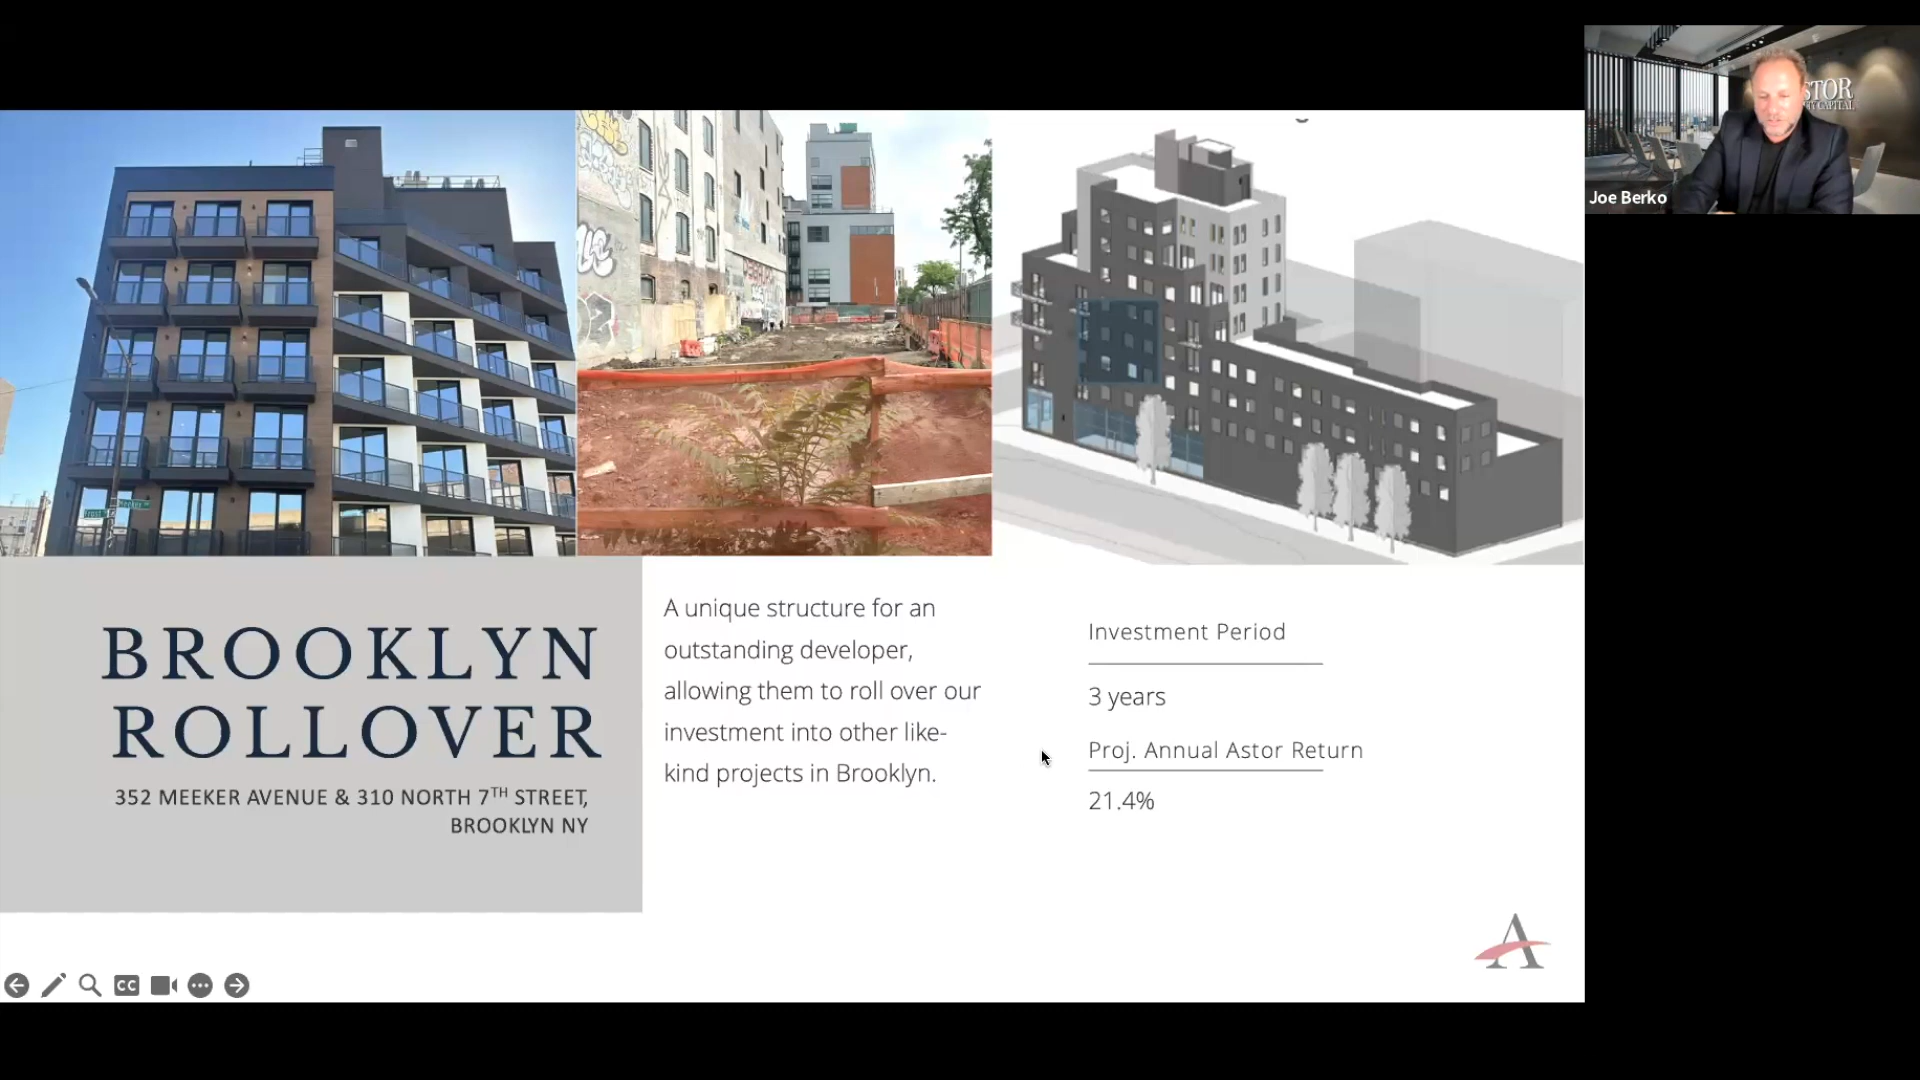 STOR
Joe Berko
BROOKLYN
ROLLOVER
352 MEEKER AVENUE & 310 NORTH 7TH STREET,
BROOKLYN NY
A unique structure for an
outstanding developer,
allowing them to roll over our
investment into other like-
kind projects in Brooklyn.
Investment Period
3 years
Proj. Annual Astor Return
21.4%
A
CC